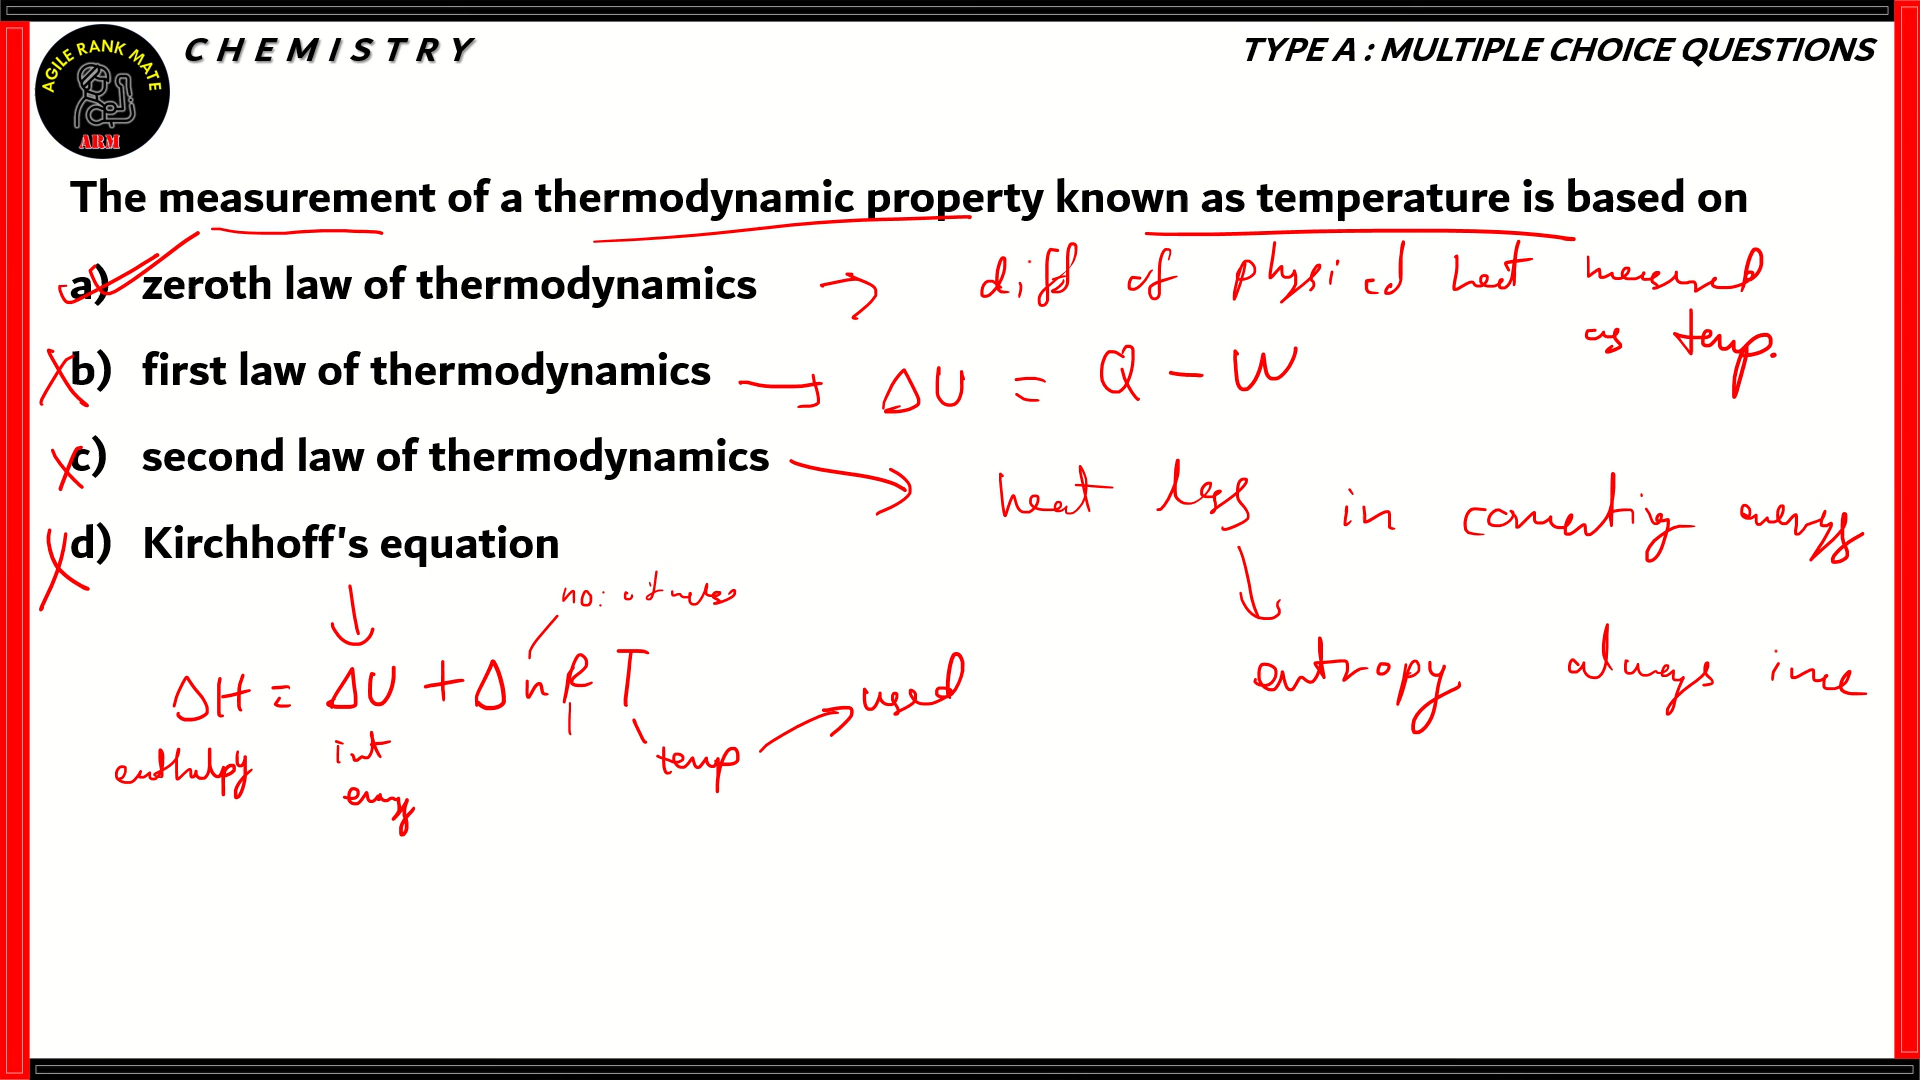 AGILE RANK MATE
ARM
CHEMISTRY
TYPE A : MULTIPLE CHOICE QUESTIONS
The measurement of a thermodynamic property known as temperature is based on
a) zeroth law of thermodynamics
diff of physical heat measured
as temp.
b) first law of thermodynamics
ΔU = Q - W
c) second law of thermodynamics
heat loss in converting energy
d) Kirchhoff's equation
no: of moles
ΔH = ΔU + ΔnRT
entropy always
used
enthalpy int temp
energy